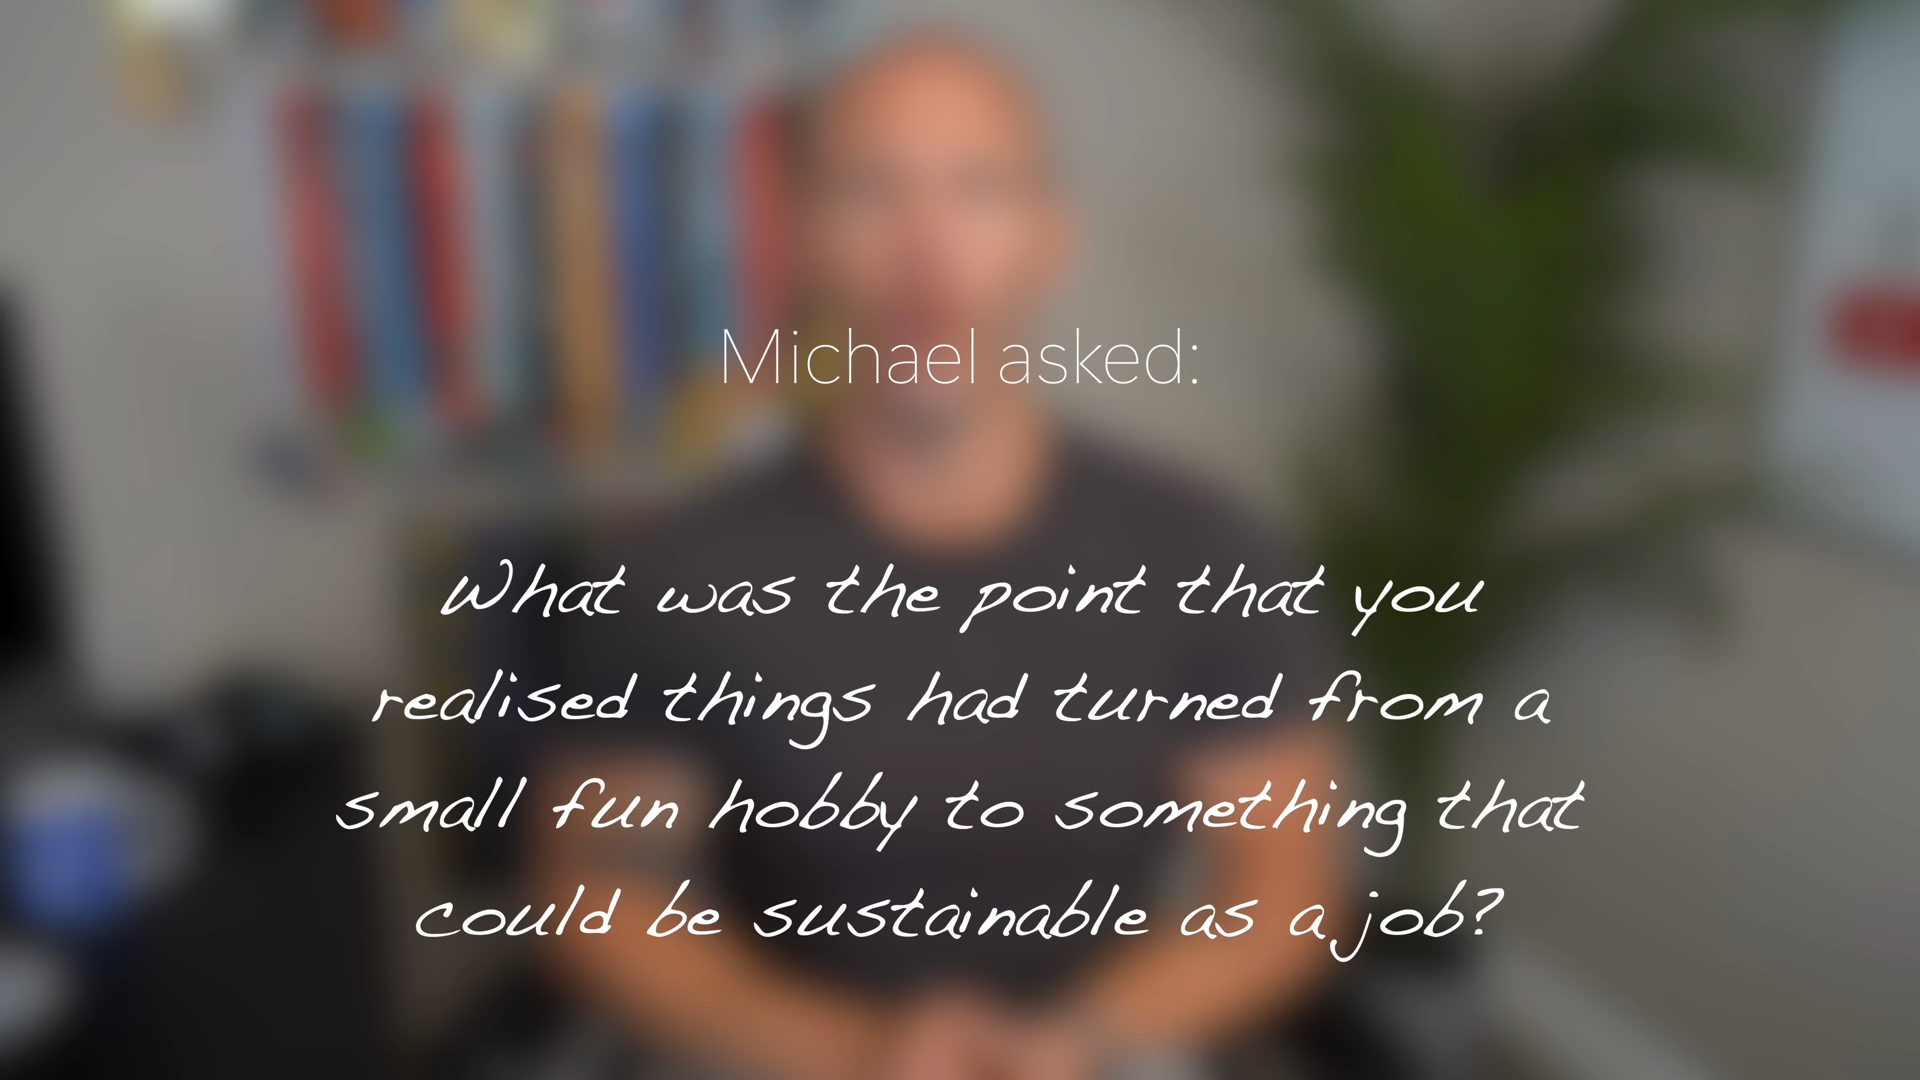 Michael asked:
What was the point that you
realised things had turned from a
small fun hobby to something that
could be sustainable as a job?